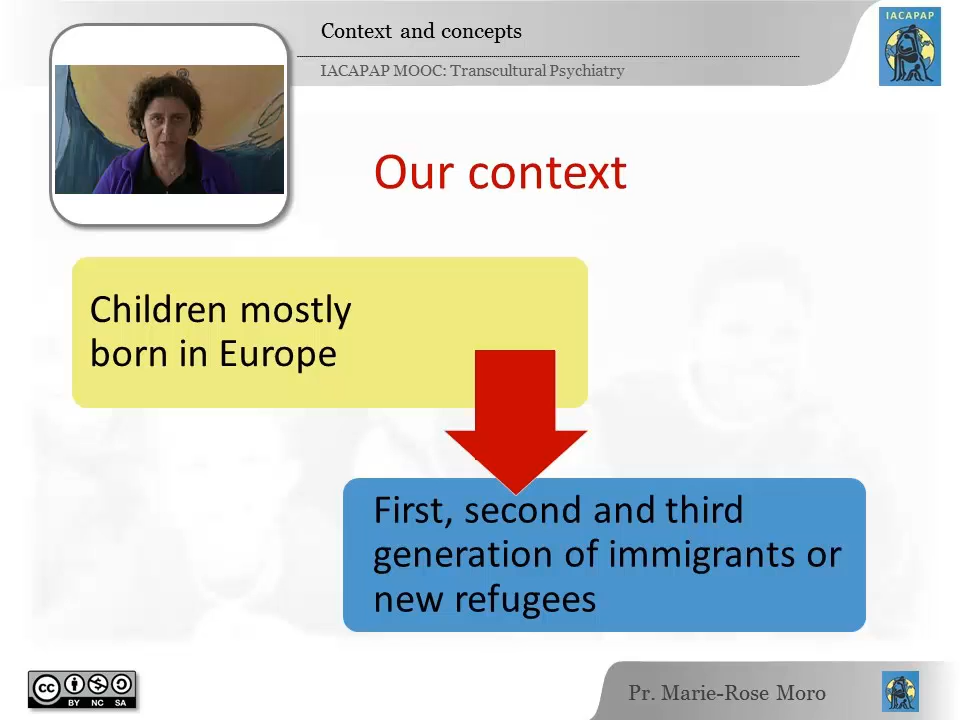 Context and concepts
IACAPAP MOOC: Transcultural Psychiatry
IACAPAP
Our context
Children mostly
born in Europe
First, second and third
generation of immigrants or
new refugees
cc
BY NC SA
Pr. Marie-Rose Moro